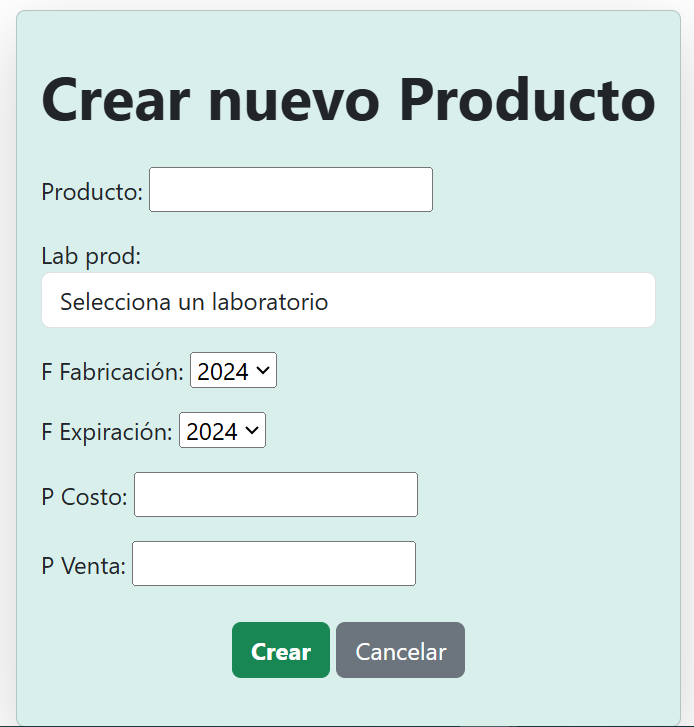 Crear nuevo Producto
Producto:
Lab prod:
Selecciona un laboratorio
F Fabricación: 2024
F Expiración: 2024
P Costo:
P Venta:
Crear Cancelar